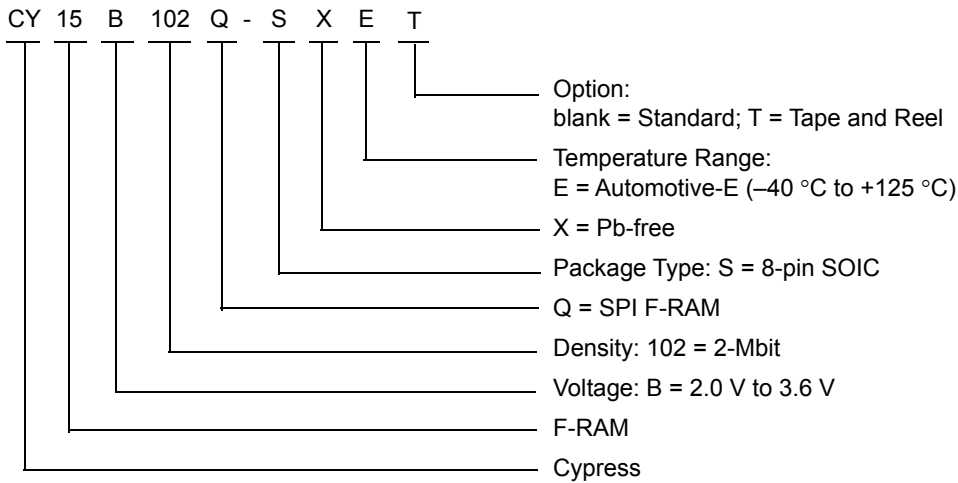 CY 15 B 102 Q - S X E T
Option:
blank = Standard; T = Tape and Reel
Temperature Range:
E = Automotive-E (–40 °C to +125 °C)
X = Pb-free
Package Type: S = 8-pin SOIC
Q = SPI F-RAM
Density: 102 = 2-Mbit
Voltage: B = 2.0 V to 3.6 V
F-RAM
Cypress